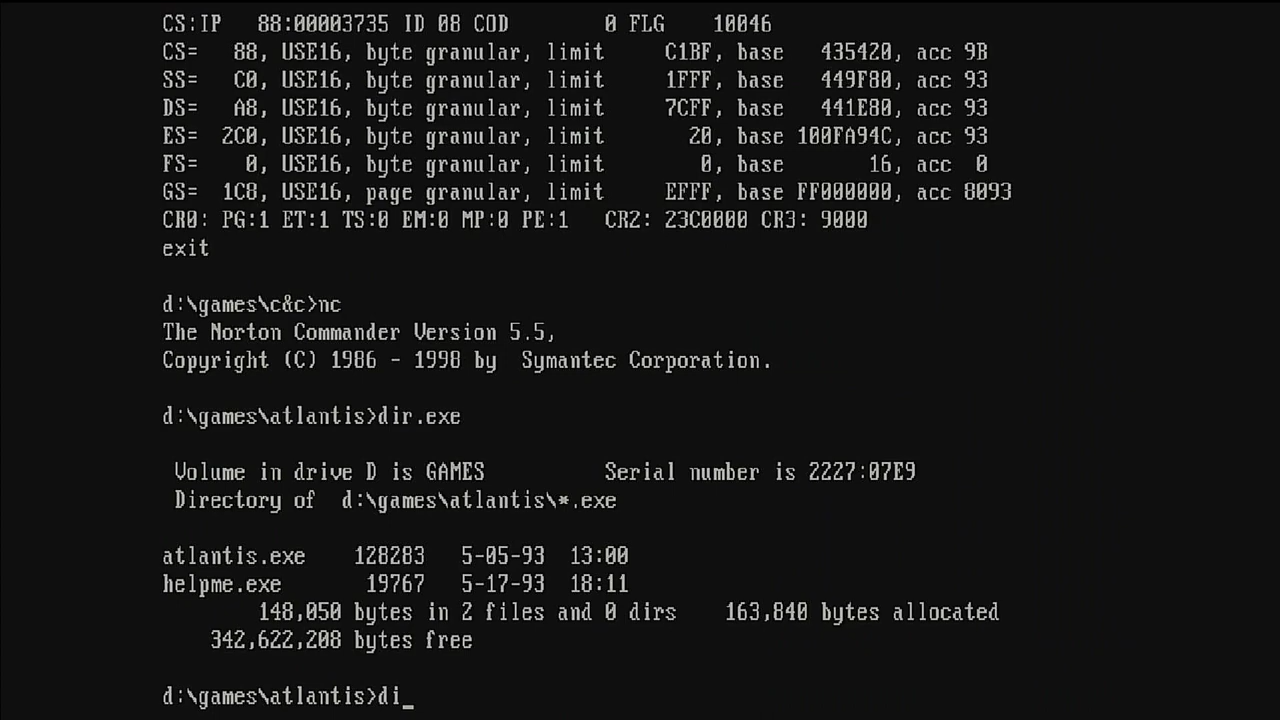 CS:IP   88:00003735 ID 08 COD        0 FLG    10046
CS=   88, USE16, byte granular, limit     C1BF, base   435420, acc 9B
SS=   C0, USE16, byte granular, limit     1FFF, base   449F80, acc 93
DS=   A8, USE16, byte granular, limit     7CFF, base   441E80, acc 93
ES=  2C0, USE16, byte granular, limit       20, base 100FA94C, acc 93
FS=    0, USE16, byte granular, limit        0, base       16, acc  0
GS=  1C8, USE16, page granular, limit     EFFF, base FF000000, acc 8093
CR0: PG:1 ET:1 TS:0 EM:0 MP:0 PE:1   CR2: 23C0000 CR3: 9000
exit
d:\games\c&c>nc
The Norton Commander Version 5.5,
Copyright (C) 1986 - 1998 by  Symantec Corporation.
d:\games\atlantis>dir.exe
Volume in drive D is GAMES          Serial number is 2227:07E9
Directory of  d:\games\atlantis\*.exe
atlantis.exe    128283   5-05-93  13:00
helpme.exe       19767   5-17-93  18:11
148,050 bytes in 2 files and 0 dirs    163,840 bytes allocated
342,622,208 bytes free
d:\games\atlantis>di_